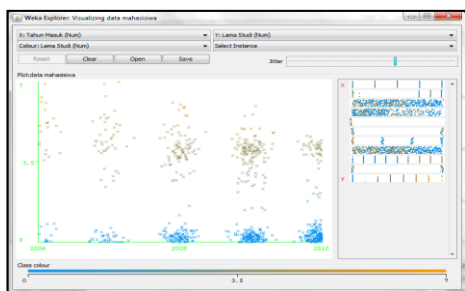 Weka Explorer: Visualizing data mahasiswa
X: Tahun Masuk (Num)
Y: Lama Studi (Num)
Colour: Lama Studi (Num)
Select Instance
Reset
Clear
Open
Save
Jitter
Plot:data mahasiswa
7
3.5
0
2006
2008
2010
X
Y
Class colour
0
3.5
7